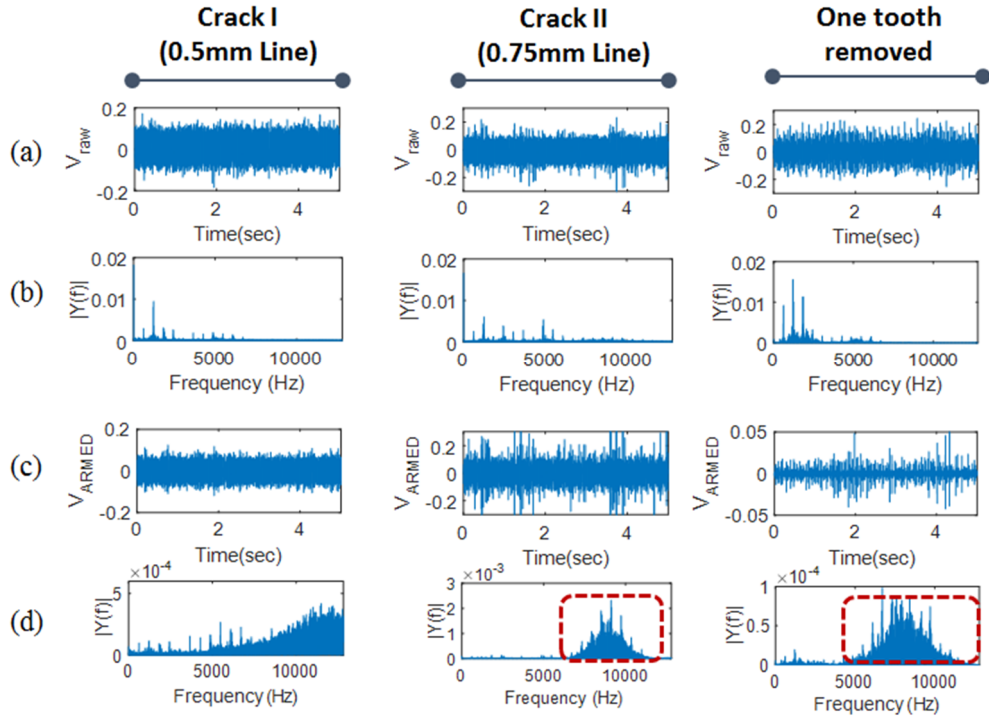 Crack I
(0.5mm Line)
Crack II
(0.75mm Line)
One tooth
removed
(a)
V_raw
0.2
0
-0.2
0 2 4
Time(sec)
V_raw
0.2
0
-0.2
0 2 4
Time(sec)
V_raw
0.2
0
-0.2
0 2 4
Time(sec)
(b)
|Y(f)|
0.02
0.01
0
0 5000 10000
Frequency (Hz)
|Y(f)|
0.02
0.01
0
0 5000 10000
Frequency (Hz)
|Y(f)|
0.02
0.01
0
0 5000 10000
Frequency (Hz)
(c)
V_ARMED
0.2
0
-0.2
0 2 4
Time(sec)
V_ARMED
0.2
0
-0.2
0 2 4
Time(sec)
V_ARMED
0.05
0
-0.05
0 2 4
Time(sec)
(d)
|Y(f)|
×10⁻⁴
5
0
0 5000 10000
Frequency (Hz)
|Y(f)|
×10⁻³
3
2
1
0
0 5000 10000
Frequency (Hz)
|Y(f)|
×10⁻⁴
1
0.5
0
0 5000 10000
Frequency (Hz)